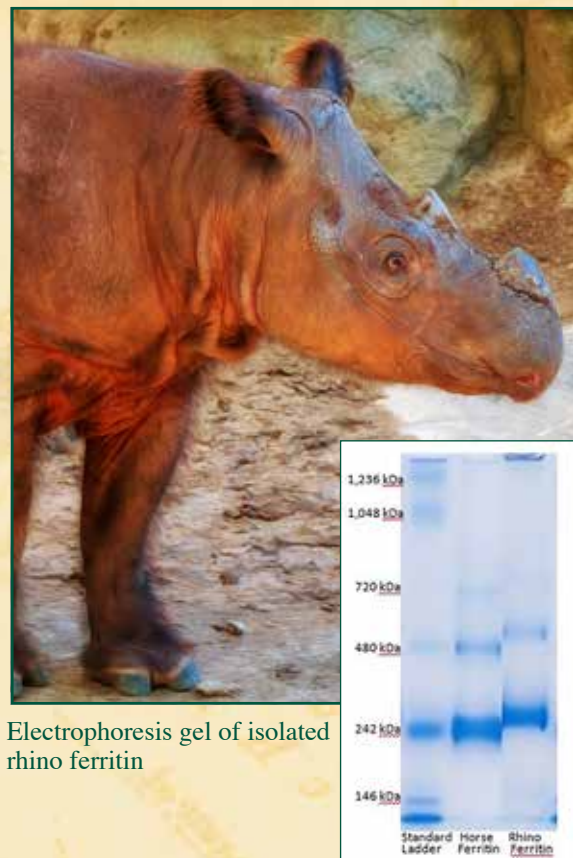 1,236 kDa
1,048 kDa
720 kDa
480 kDa
242 kDa
146 kDa
Standard Ladder
Horse Ferritin
Rhino Ferritin
Electrophoresis gel of isolated
rhino ferritin